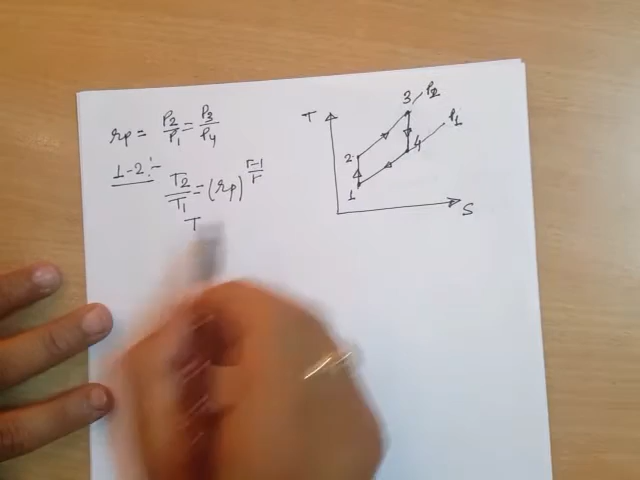 rp = P2/P1 = P3/P4
1-2:-
T2/T1 = (rp)^(r-1/r)
T
T
3
P2
P1
2
4
1
S